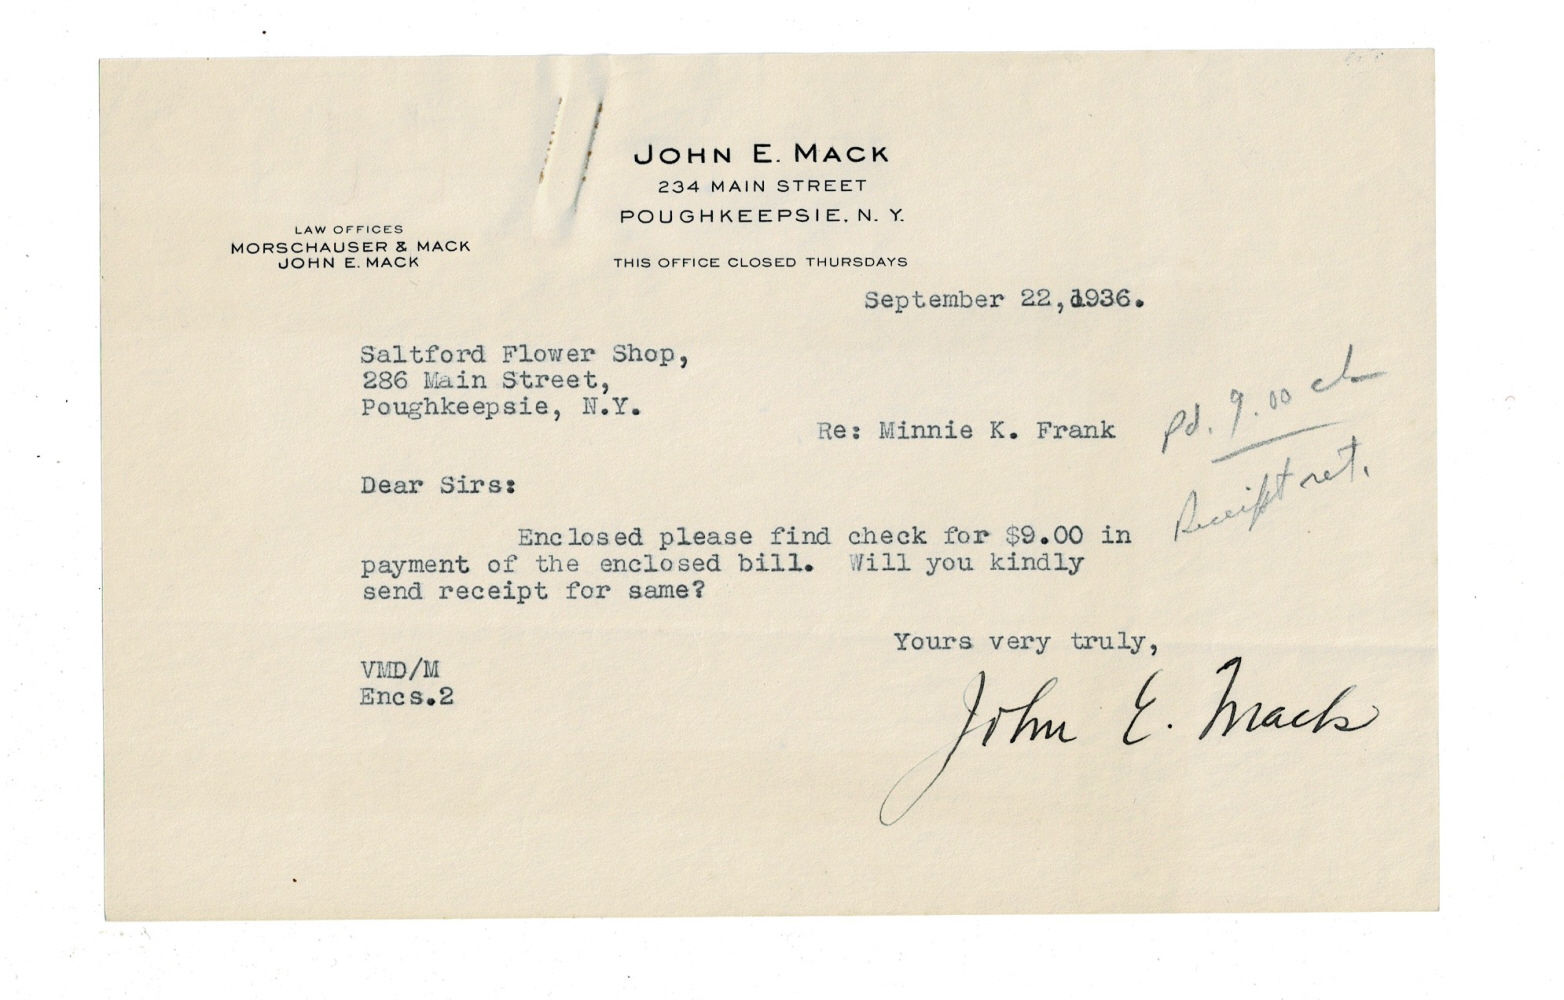 JOHN E. MACK
234 MAIN STREET
POUGHKEEPSIE, N. Y.
LAW OFFICES
MORSCHAUSER & MACK
JOHN E. MACK
THIS OFFICE CLOSED THURSDAYS
September 22, 1936.
Saltford Flower Shop,
286 Main Street,
Poughkeepsie, N.Y.
Re: Minnie K. Frank
pd. 9.00 ch
Receipt ret.
Dear Sirs:
Enclosed please find check for $9.00 in
payment of the enclosed bill. Will you kindly
send receipt for same?
Yours very truly,
VMD/M
Encs.2
John E. Mack